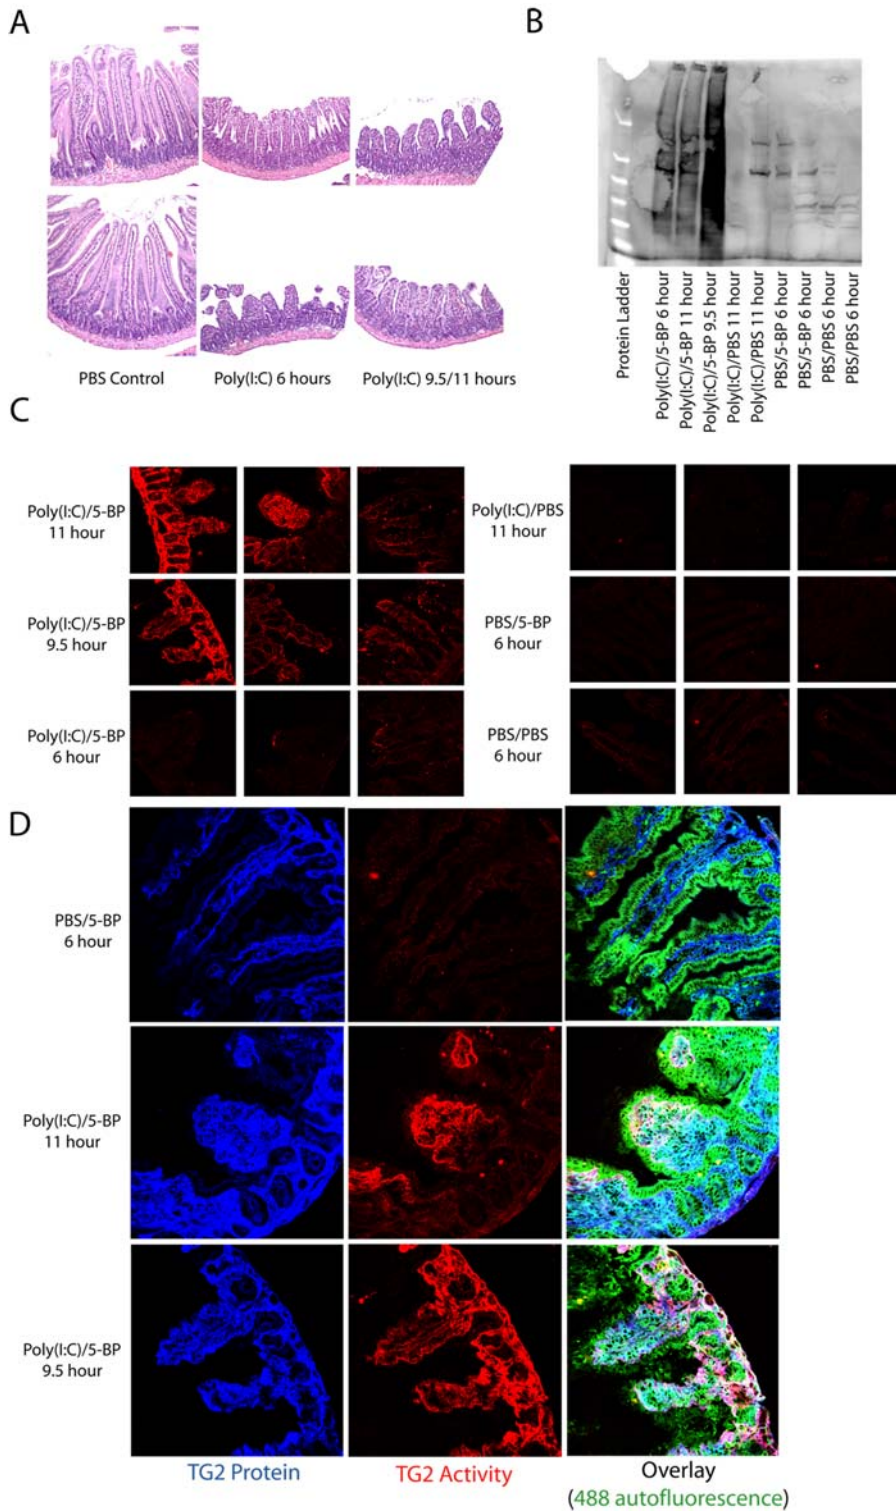 A
B
PBS Control
Poly(I:C) 6 hours
Poly(I:C) 9.5/11 hours
Protein Ladder
Poly(I:C)/5-BP 6 hour
Poly(I:C)/5-BP 11 hour
Poly(I:C)/5-BP 9.5 hour
Poly(I:C)/PBS 11 hour
Poly(I:C)/PBS 11 hour
PBS/5-BP 6 hour
PBS/5-BP 6 hour
PBS/PBS 6 hour
PBS/PBS 6 hour
C
Poly(I:C)/5-BP
11 hour
Poly(I:C)/PBS
11 hour
Poly(I:C)/5-BP
9.5 hour
PBS/5-BP
6 hour
Poly(I:C)/5-BP
6 hour
PBS/PBS
6 hour
D
PBS/5-BP
6 hour
Poly(I:C)/5-BP
11 hour
Poly(I:C)/5-BP
9.5 hour
TG2 Protein
TG2 Activity
Overlay
(488 autofluorescence)